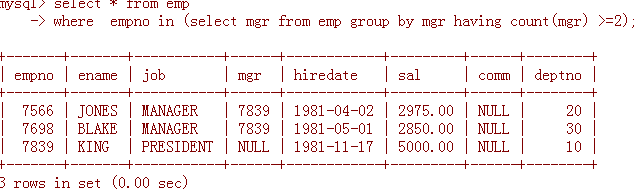 mysql> select * from emp
    -> where  empno in (select mgr from emp group by mgr having count(mgr) >=2);
+-------+-------+-----------+------+------------+---------+------+--------+
| empno | ename | job       | mgr  | hiredate   | sal     | comm | deptno |
+-------+-------+-----------+------+------------+---------+------+--------+
|  7566 | JONES | MANAGER   | 7839 | 1981-04-02 | 2975.00 | NULL |     20 |
|  7698 | BLAKE | MANAGER   | 7839 | 1981-05-01 | 2850.00 | NULL |     30 |
|  7839 | KING  | PRESIDENT | NULL | 1981-11-17 | 5000.00 | NULL |     10 |
+-------+-------+-----------+------+------------+---------+------+--------+
3 rows in set (0.00 sec)